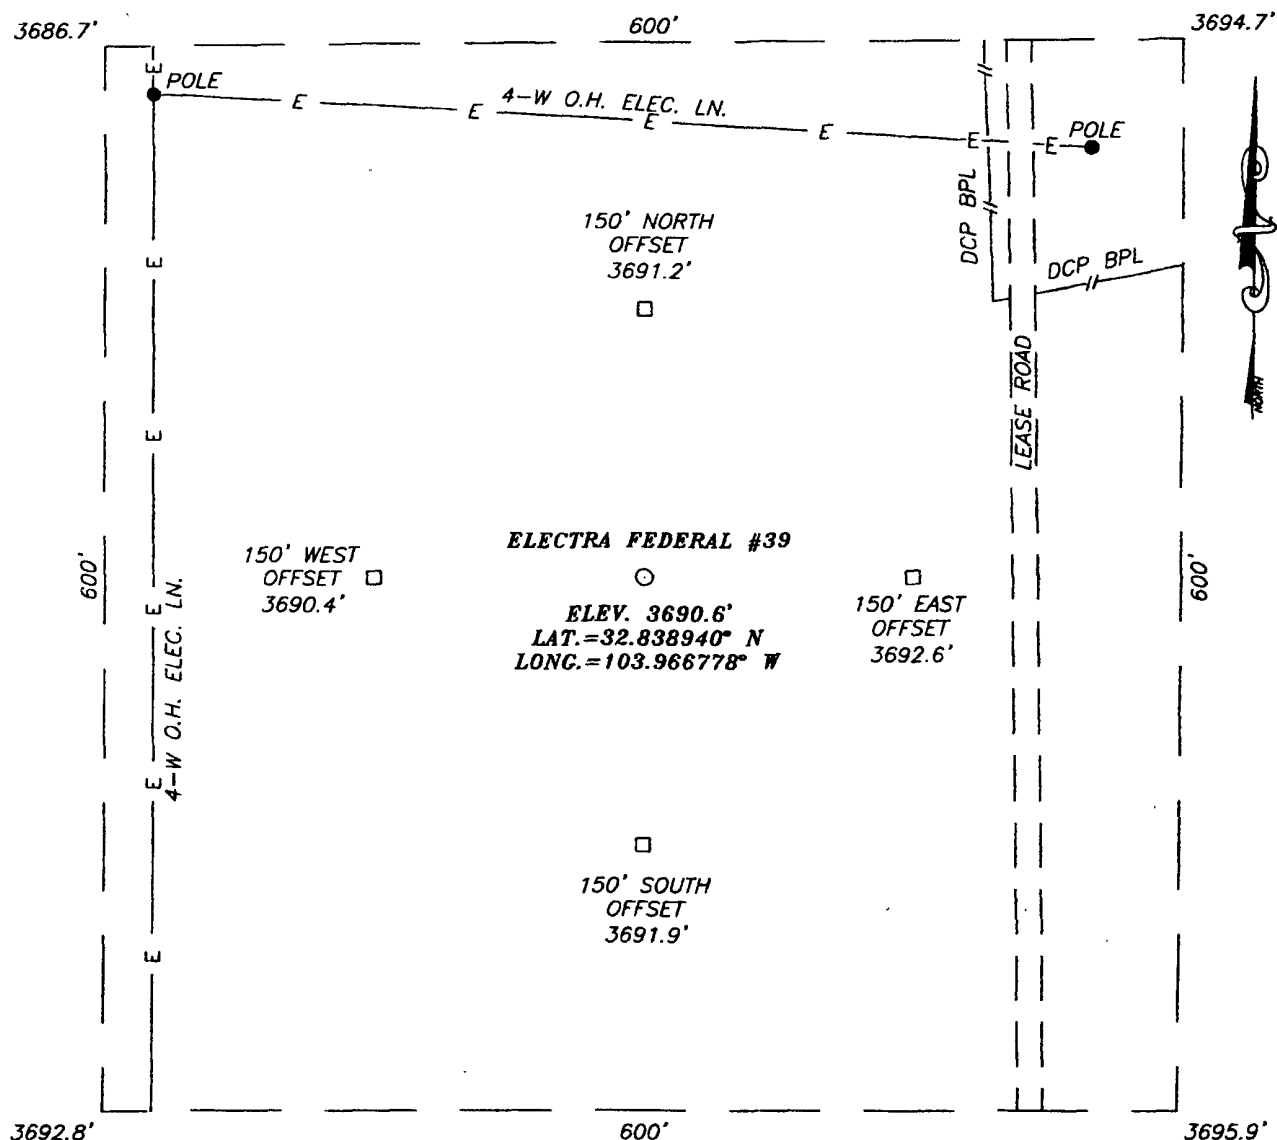 3686.7'
600'
3694.7'
E
POLE
E
E
4-W O.H. ELEC. LN.
E
E
E
E
POLE
DCP BPL
150' NORTH
OFFSET
3691.2'
DCP BPL
E
NORTH
LEASE ROAD
E
ELECTRA FEDERAL #39
150' WEST
OFFSET
3690.4'
600'
600'
E
4-W O.H. ELEC. LN.
ELEV. 3690.6'
LAT.=32.838940° N
LONG.=103.966778° W
150' EAST
OFFSET
3692.6'
E
150' SOUTH
OFFSET
3691.9'
E
3692.8'
600'
3695.9'